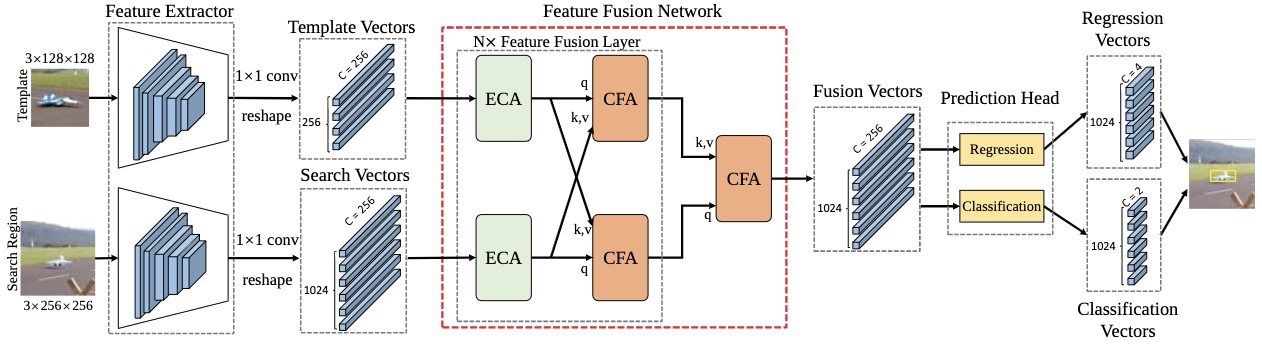 Feature Extractor
Template
3×128×128
1×1 conv
reshape
Template Vectors
C = 256
256
Search Region
3×256×256
1×1 conv
reshape
Search Vectors
C = 256
1024
Feature Fusion Network
N× Feature Fusion Layer
ECA
q
k,v
CFA
ECA
k,v
q
CFA
k,v
q
CFA
Fusion Vectors
C = 256
1024
Prediction Head
Regression
Classification
Regression
Vectors
C = 4
1024
C = 2
1024
Classification
Vectors